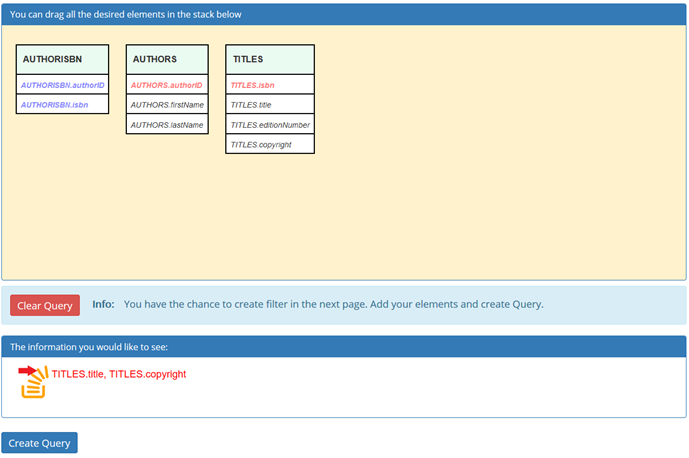 You can drag all the desired elements in the stack below
AUTHORISBN
AUTHORISBN.authorID
AUTHORISBN.isbn
AUTHORS
AUTHORS.authorID
AUTHORS.firstName
AUTHORS.lastName
TITLES
TITLES.isbn
TITLES.title
TITLES.editionNumber
TITLES.copyright
Clear Query
Info: You have the chance to create filter in the next page. Add your elements and create Query.
The information you would like to see:
TITLES.title, TITLES.copyright
Create Query